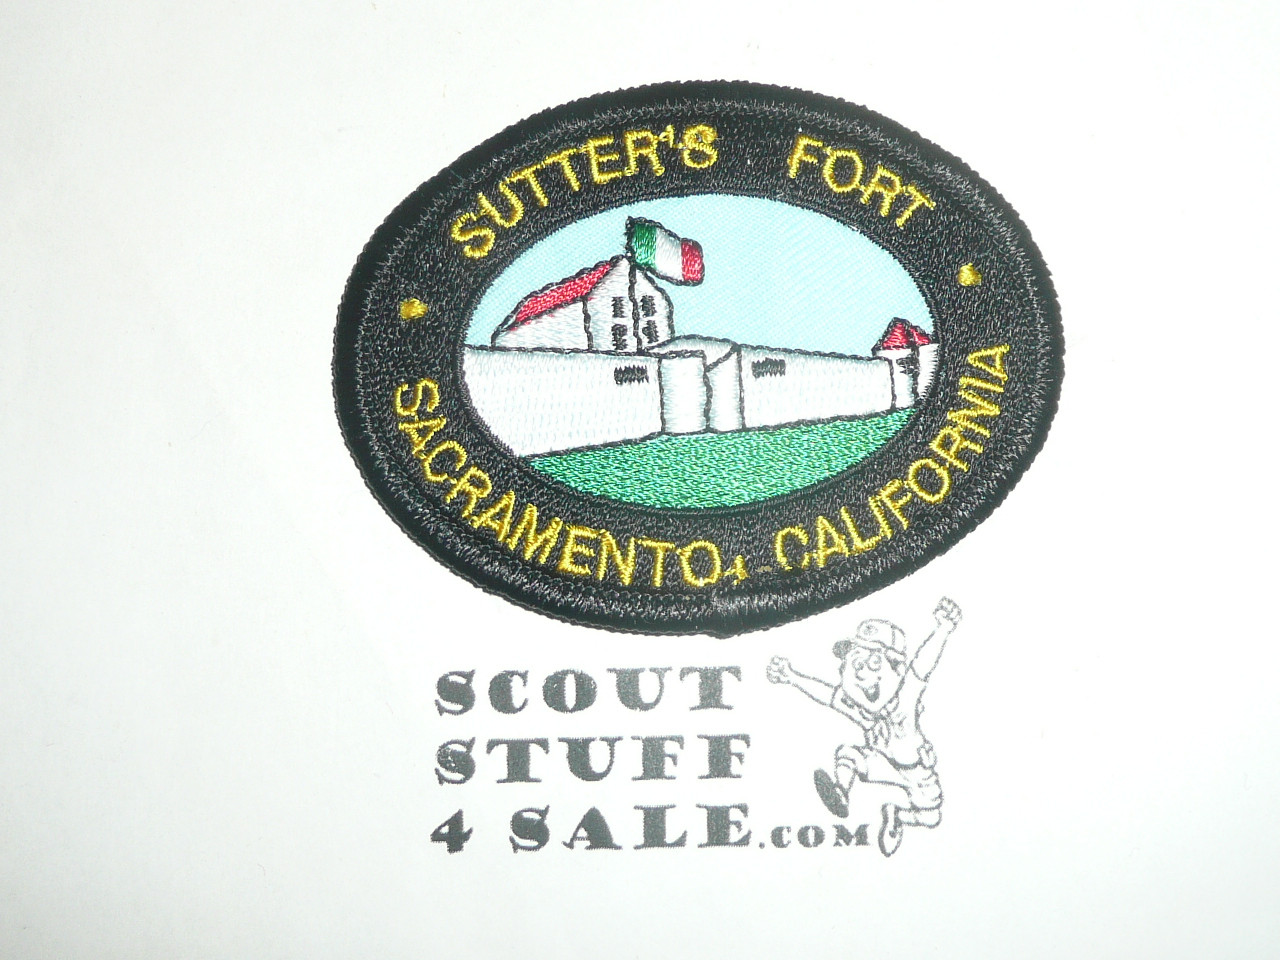 SUTTER'S FORT
SACRAMENTO, CALIFORNIA
SCOUT
STUFF
4 SALE.COM